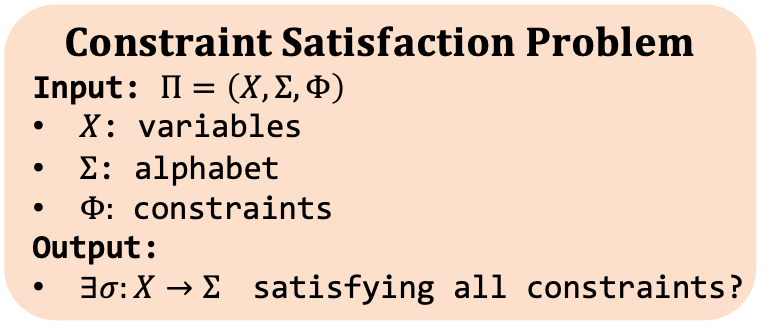 Constraint Satisfaction Problem
Input: Π = (X, Σ, Φ)
• X: variables
• Σ: alphabet
• Φ: constraints
Output:
• ∃σ: X → Σ satisfying all constraints?